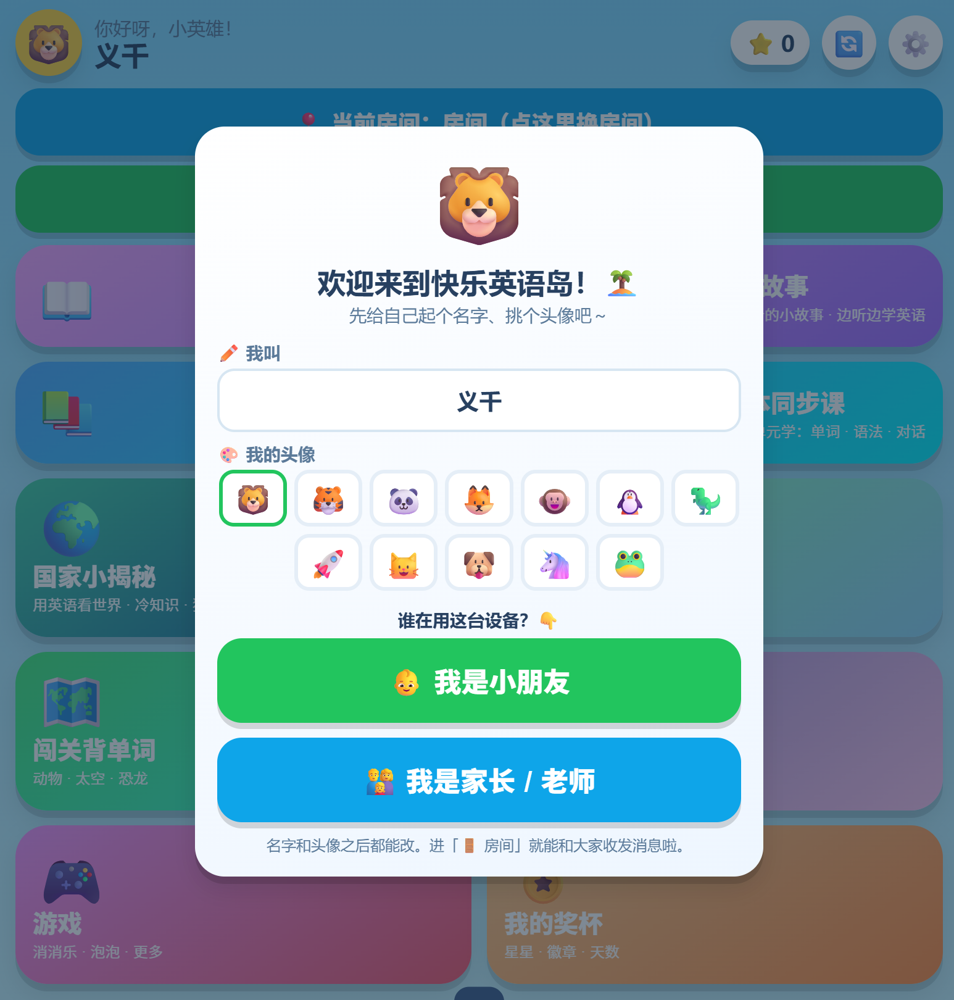 你好呀，小英雄！
义千
0
当前房间：房间（点这里换房间）
欢迎来到快乐英语岛！
先给自己起个名字、挑个头像吧～
我叫
义千
我的头像
谁在用这台设备？
我是小朋友
我是家长 / 老师
名字和头像之后都能改。进「🚪 房间」就能和大家收发消息啦。
故事
的小故事 · 边听边学英语
同步课
元学：单词 · 语法 · 对话
国家小揭秘
用英语看世界 · 冷知识 ·
闯关背单词
动物 · 太空 · 恐龙
游戏
消消乐 · 泡泡 · 更多
我的奖杯
星星 · 徽章 · 天数